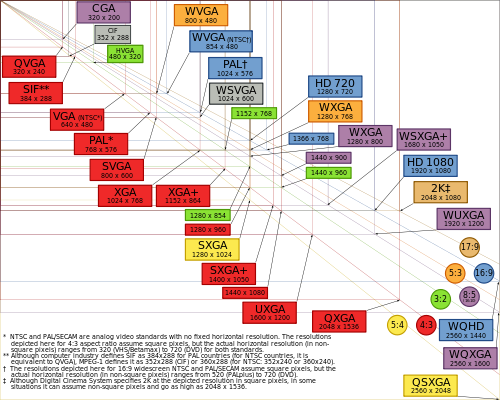 CGA
320 x 200
CIF
352 x 288
HVGA
480 x 320
QVGA
320 x 240
SIF**
384 x 288
WVGA
800 x 480
WVGA (NTSC†)
854 x 480
PAL†
1024 x 576
WSVGA
1024 x 600
1152 x 768
VGA (NTSC*)
640 x 480
PAL*
768 x 576
SVGA
800 x 600
XGA
1024 x 768
XGA+
1152 x 864
HD 720
1280 x 720
WXGA
1280 x 768
1366 x 768
WXGA
1280 x 800
1440 x 900
1440 x 960
WSXGA+
1680 x 1050
HD 1080
1920 x 1080
2K‡
2048 x 1080
WUXGA
1920 x 1200
1280 x 854
1280 x 960
SXGA
1280 x 1024
SXGA+
1400 x 1050
1440 x 1080
UXGA
1600 x 1200
QXGA
2048 x 1536
17:9
5:3
16:9
3:2
8:5
5:4
4:3
WQHD
2560 x 1440
WQXGA
2560 x 1600
QSXGA
2560 x 2048
* NTSC and PAL/SECAM are analog video standards with no fixed horizontal resolution. The resolutions
depicted here for 4:3 aspect ratio assume square pixels, but the actual horizontal resolution (in non-
square pixels) ranges from 320 (VHS/Betamax) to 720 (DVD) for both standards.
** Although computer industry defines SIF as 384x288 for PAL countries (for NTSC countries, it is
equivalent to QVGA), MPEG-1 defines it as 352x288 (CIF) or 360x288 (for NTSC: 352x240 or 360x240).
† The resolutions depicted here for 16:9 widescreen NTSC and PAL/SECAM assume square pixels, but the
actual horizontal resolution (in non-square pixels) ranges from 520 (PALplus) to 720 (DVD).
‡ Although Digital Cinema System specifies 2K at the depicted resolution in square pixels, in some
situations it can assume non-square pixels and go as high as 2048 x 1536.